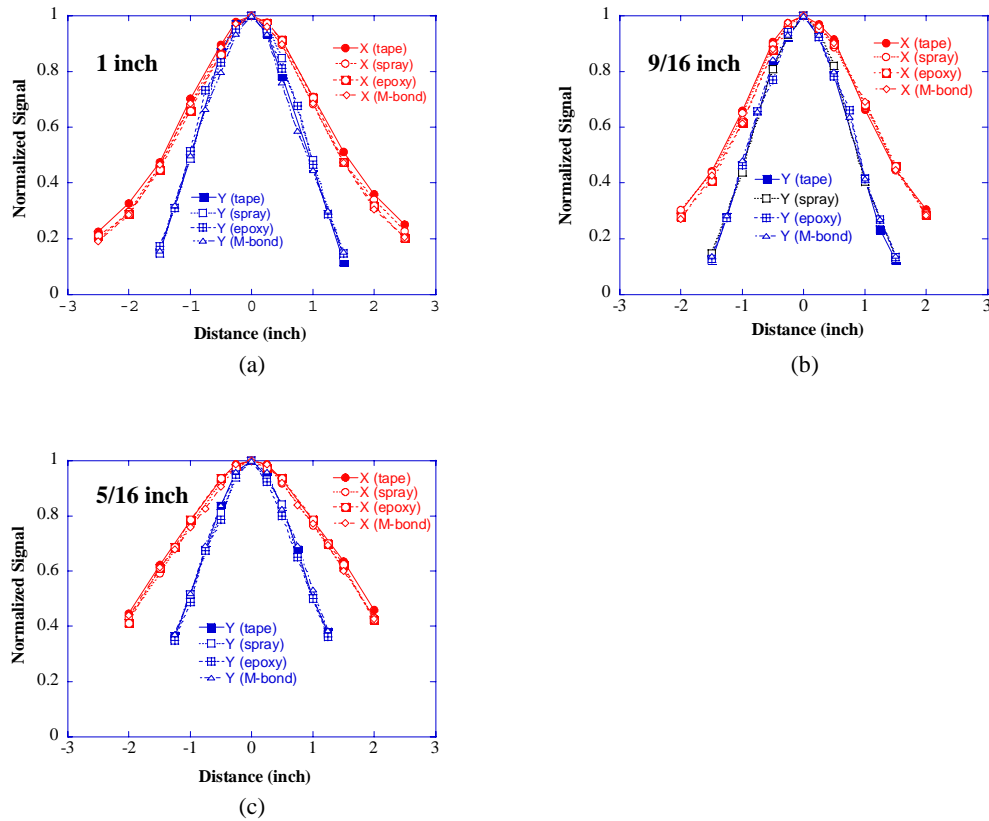 1 inch
X (tape)
X (spray)
X (epoxy)
X (M-bond)
Y (tape)
Y (spray)
Y (epoxy)
Y (M-bond)
Normalized Signal
1
0.8
0.6
0.4
0.2
0
-3 -2 -1 0 1 2 3
Distance (inch)
(a)
9/16 inch
X (tape)
X (spray)
X (epoxy)
X (M-bond)
Y (tape)
Y (spray)
Y (epoxy)
Y (M-bond)
Normalized Signal
1
0.8
0.6
0.4
0.2
0
-3 -2 -1 0 1 2 3
Distance (inch)
(b)
5/16 inch
X (tape)
X (spray)
X (epoxy)
X (M-bond)
Y (tape)
Y (spray)
Y (epoxy)
Y (M-bond)
Normalized Signal
1
0.8
0.6
0.4
0.2
0
-3 -2 -1 0 1 2 3
Distance (inch)
(c)